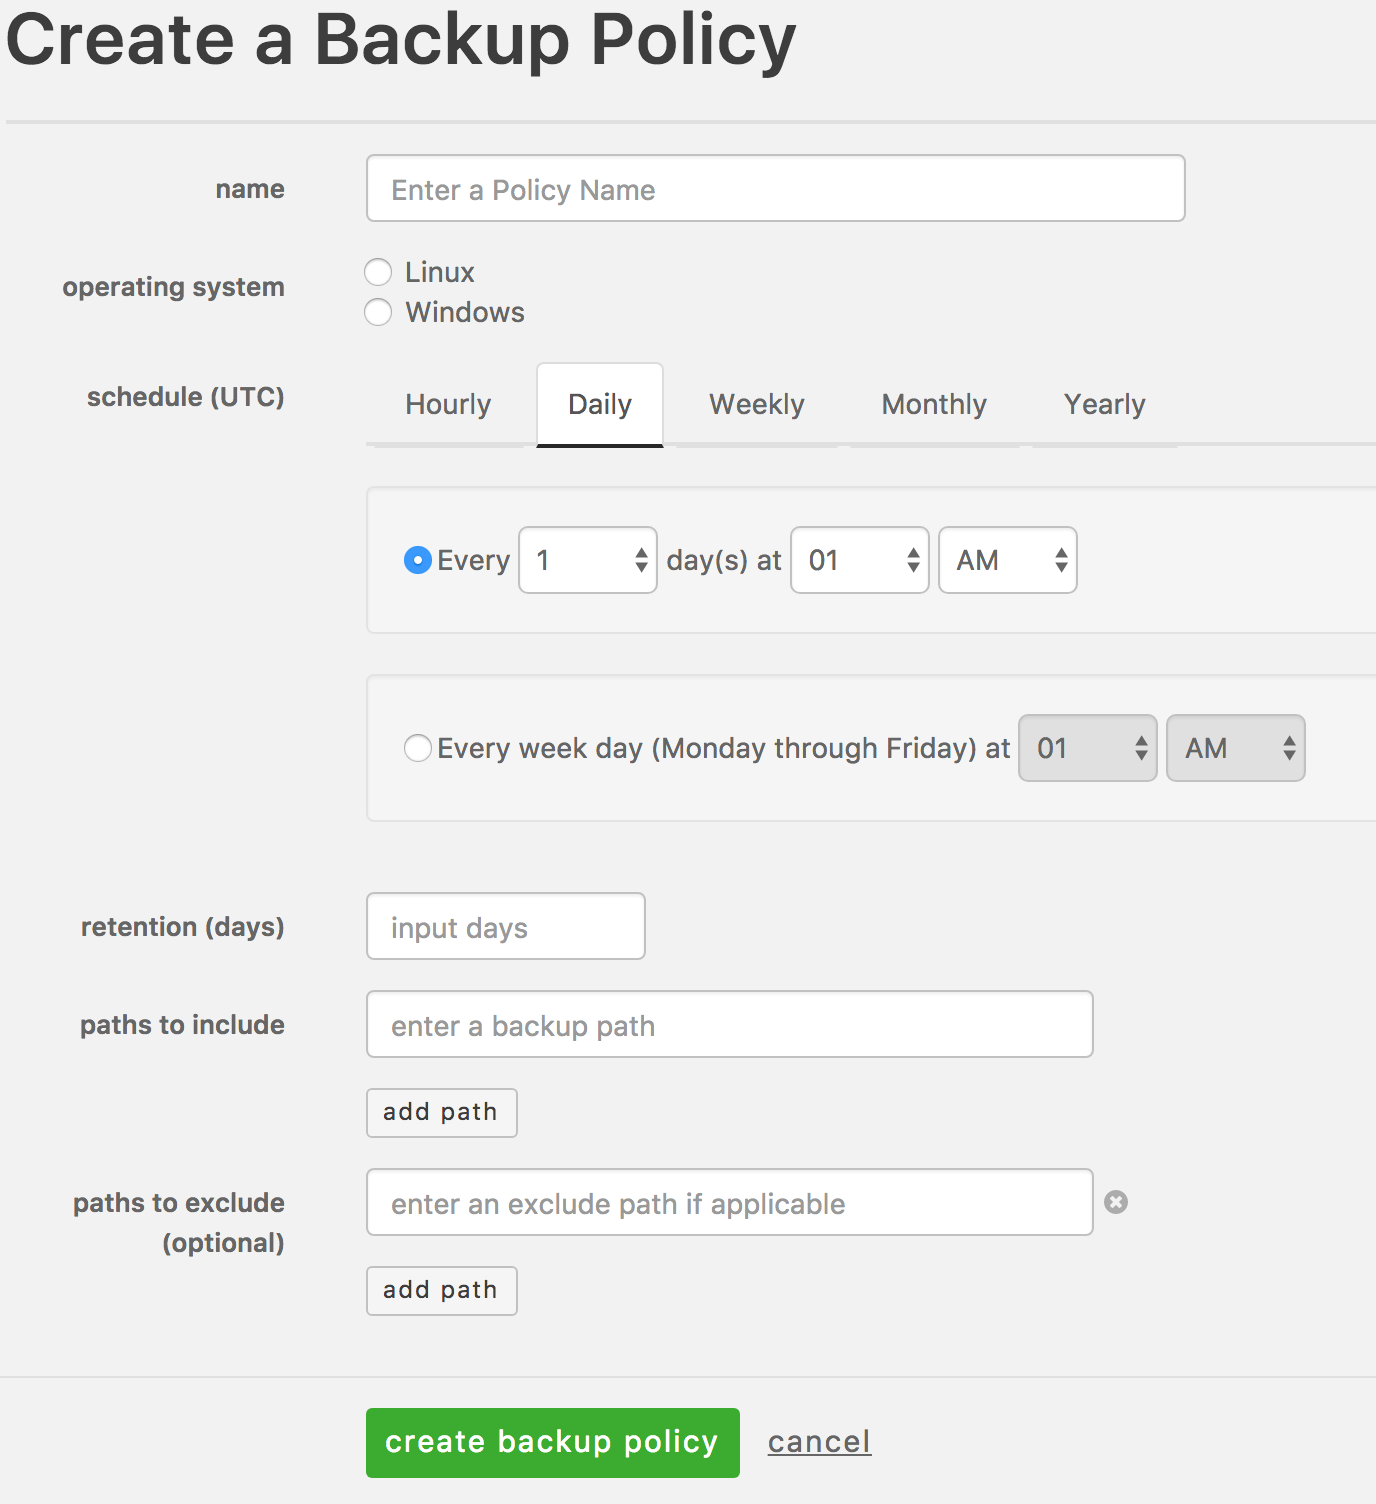 Create a Backup Policy
name
Enter a Policy Name
operating system
Linux
Windows
schedule (UTC)
Hourly Daily Weekly Monthly Yearly
Every 1 day(s) at 01 AM
Every week day (Monday through Friday) at 01 AM
retention (days)
input days
paths to include
enter a backup path
add path
paths to exclude
(optional)
enter an exclude path if applicable
add path
create backup policy cancel